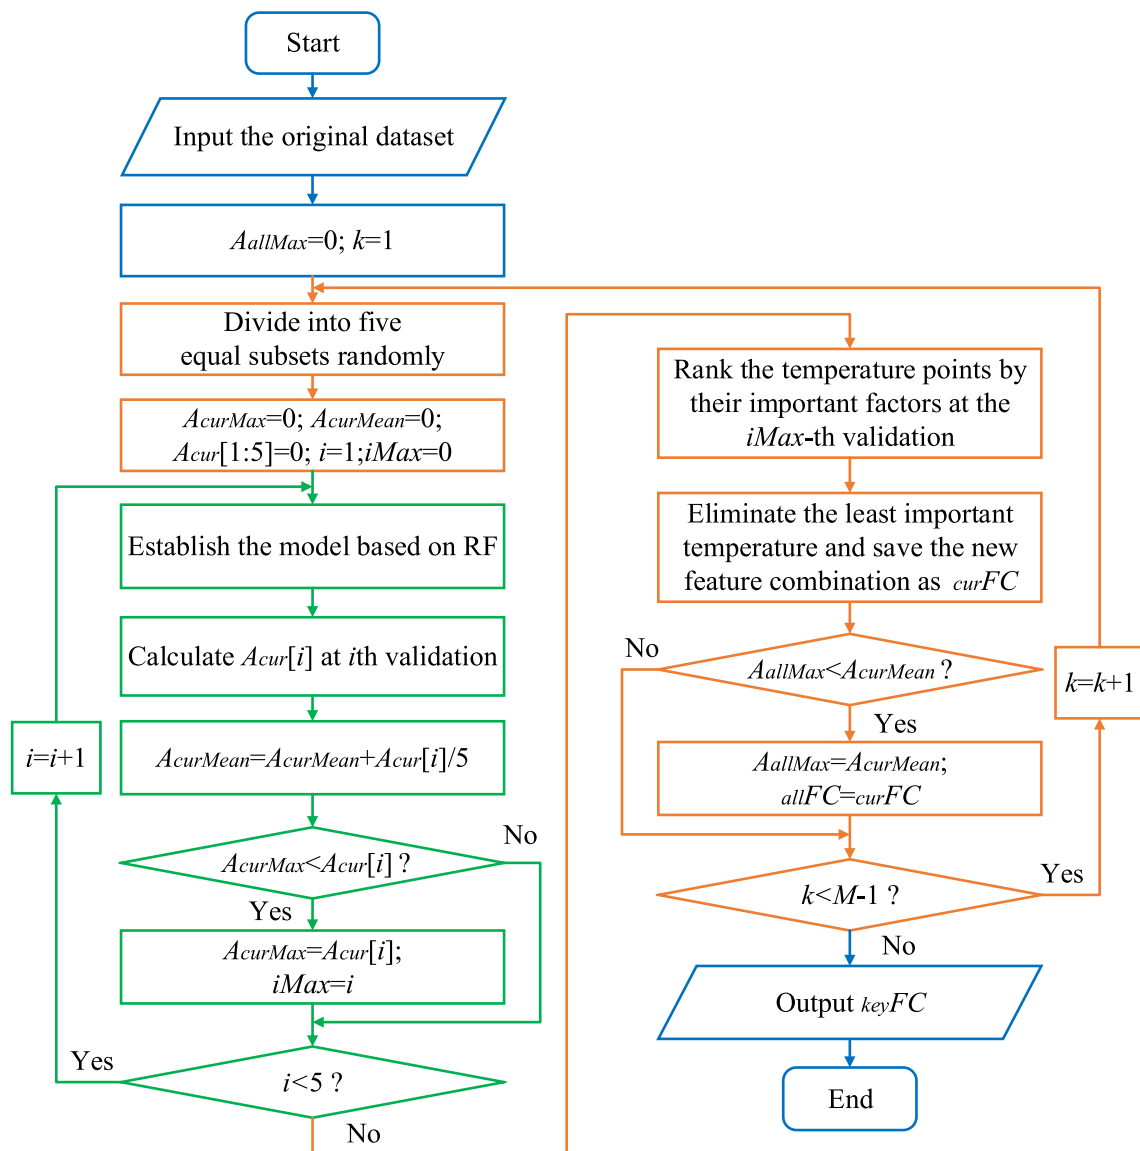 Start
Input the original dataset
AallMax=0; k=1
Divide into five
equal subsets randomly
AcurMax=0; AcurMean=0;
Acur[1:5]=0; i=1;iMax=0
Establish the model based on RF
Calculate Acur[i] at ith validation
i=i+1
AcurMean=AcurMean+Acur[i]/5
AcurMax<Acur[i] ?
No
Yes
AcurMax=Acur[i];
iMax=i
Yes
i<5 ?
No
Rank the temperature points by
their important factors at the
iMax-th validation
Eliminate the least important
temperature and save the new
feature combination as curFC
No
AallMax<AcurMean ?
k=k+1
Yes
AallMax=AcurMean;
allFC=curFC
Yes
k<M-1 ?
No
Output keyFC
End